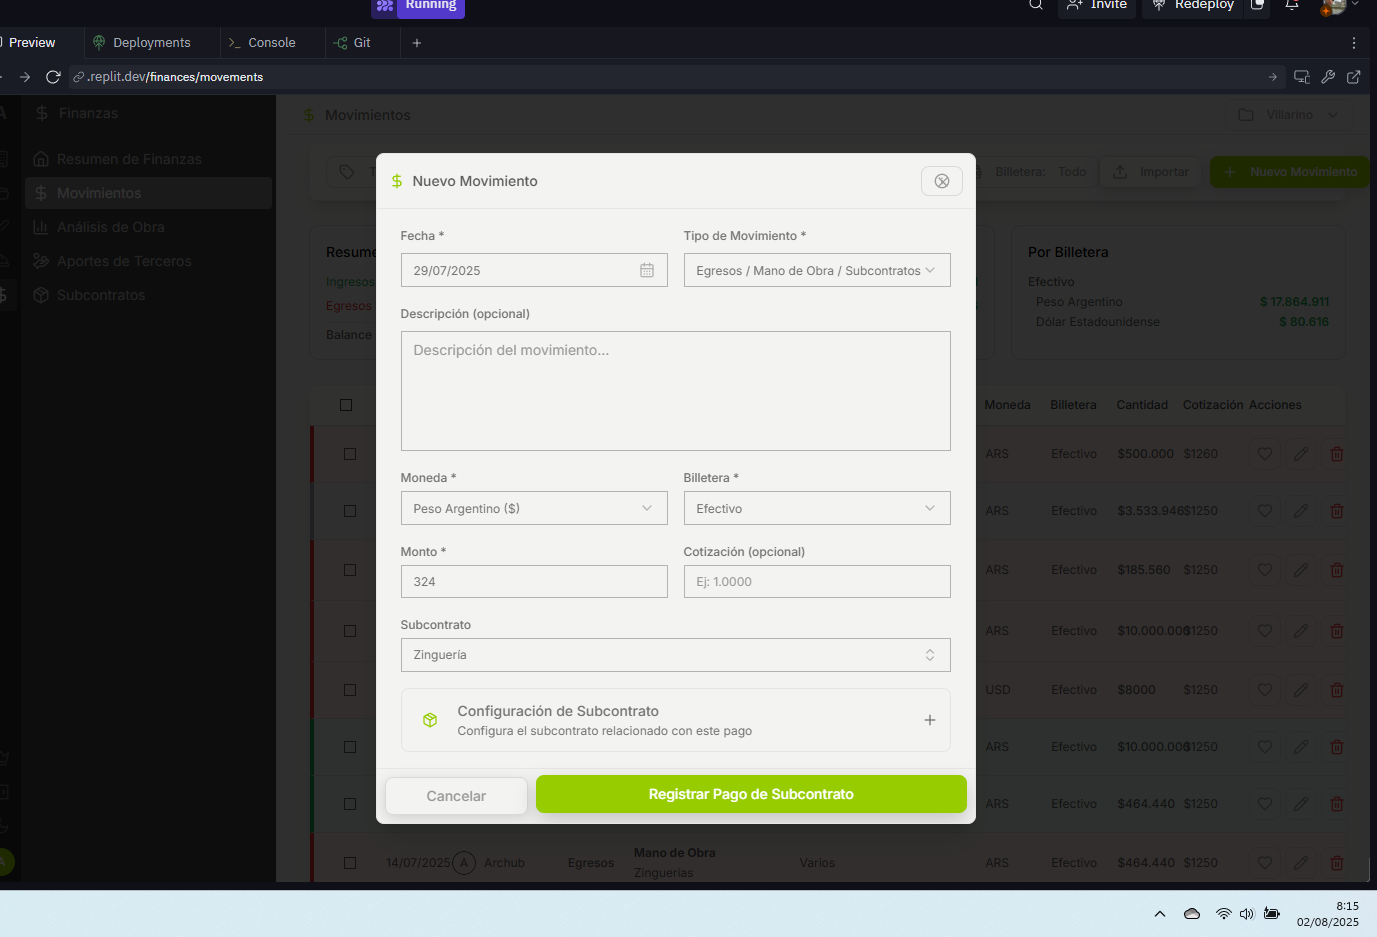 Running
Invite
Redeploy
Preview
Deployments
Console
Git
.replit.dev/finances/movements
Finanzas
Movimientos
Villarino
Resumen de Finanzas
Movimientos
Análisis de Obra
Aportes de Terceros
Subcontratos
Billetera: Todo
Importar
Nuevo Movimiento
Resume
Ingresos
Egresos
Balance
Por Billetera
Efectivo
Peso Argentino $ 17.864.911
Dólar Estadounidense $ 80.616
Nuevo Movimiento
Fecha *
Tipo de Movimiento *
29/07/2025
Egresos / Mano de Obra / Subcontratos
Descripción (opcional)
Descripción del movimiento...
Moneda *
Billetera *
Peso Argentino ($)
Efectivo
Monto *
Cotización (opcional)
324
Ej: 1.0000
Subcontrato
Zinguería
Configuración de Subcontrato
Configura el subcontrato relacionado con este pago
Cancelar
Registrar Pago de Subcontrato
Moneda Billetera Cantidad Cotización Acciones
ARS Efectivo $500.000 $1260
ARS Efectivo $3.533.946 $1250
ARS Efectivo $185.560 $1250
ARS Efectivo $10.000.000 $1250
USD Efectivo $8000 $1250
ARS Efectivo $10.000.000 $1250
ARS Efectivo $464.440 $1250
14/07/2025 A Archub Egresos Mano de Obra Varios ARS Efectivo $464.440 $1250
Zinguerías
8:15
02/08/2025